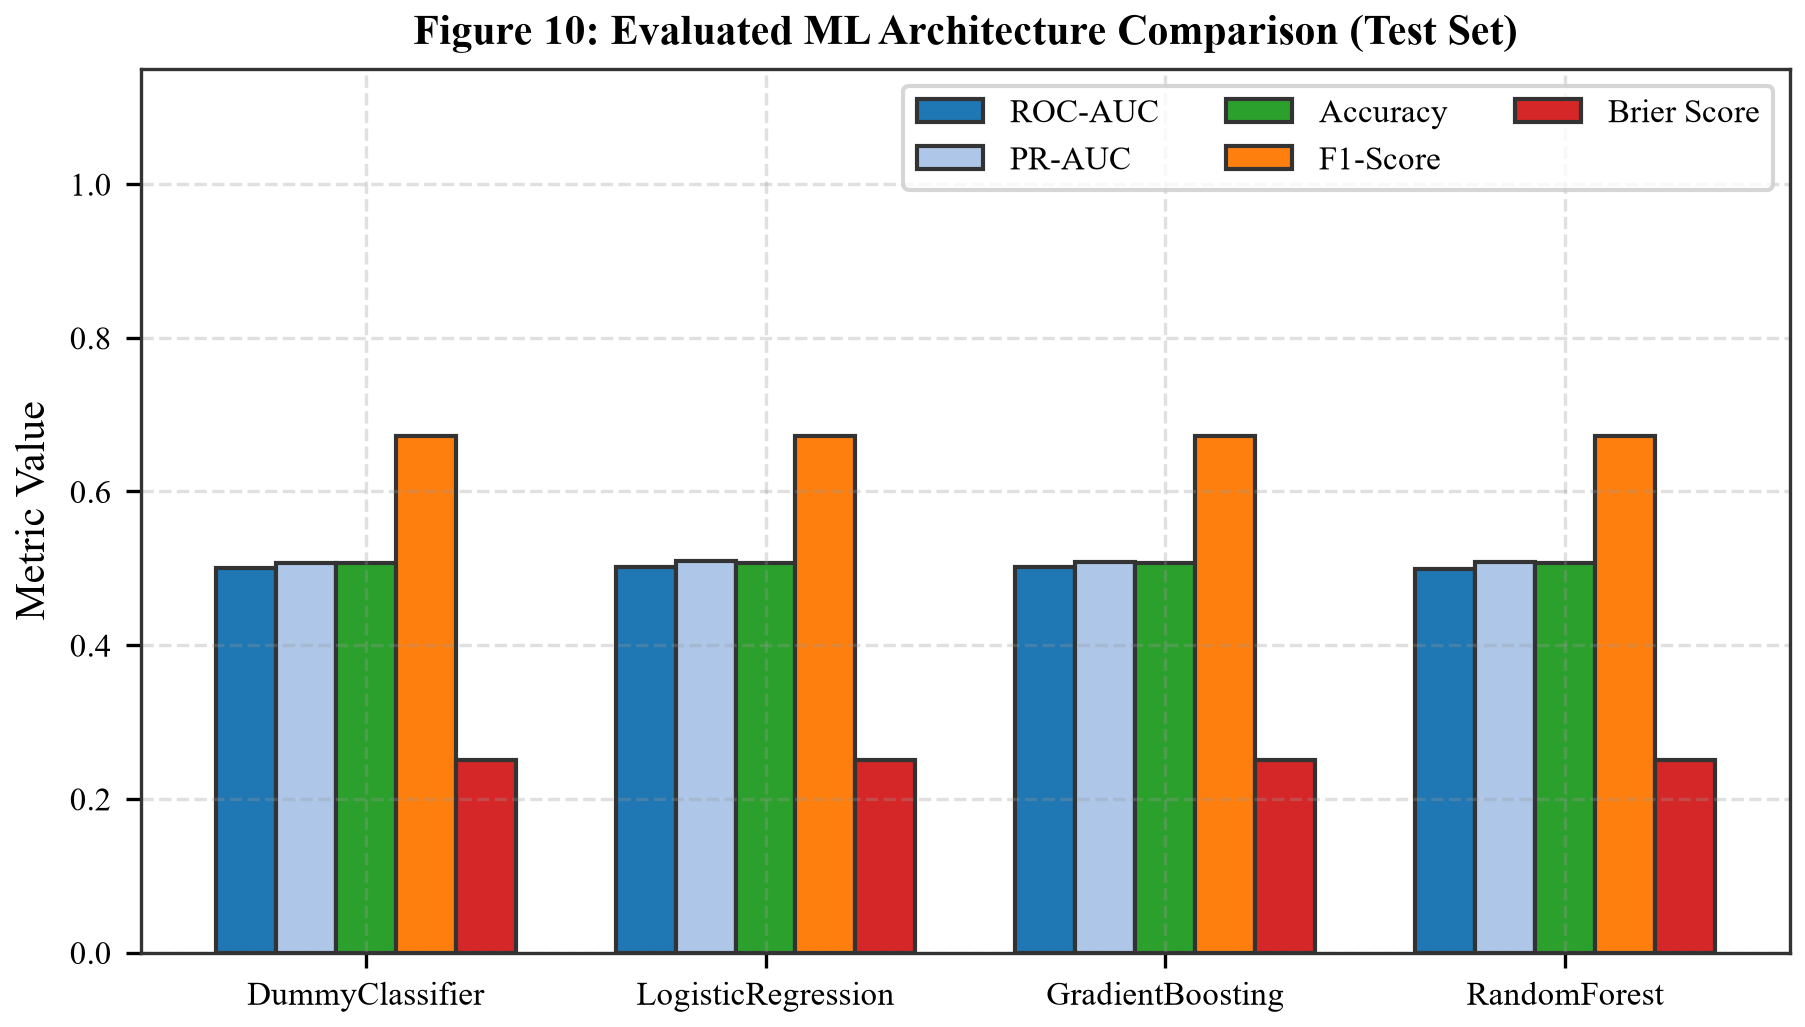 Figure 10: Evaluated ML Architecture Comparison (Test Set)
ROC-AUC
PR-AUC
Accuracy
F1-Score
Brier Score
Metric Value
1.0
0.8
0.6
0.4
0.2
0.0
DummyClassifier
LogisticRegression
GradientBoosting
RandomForest